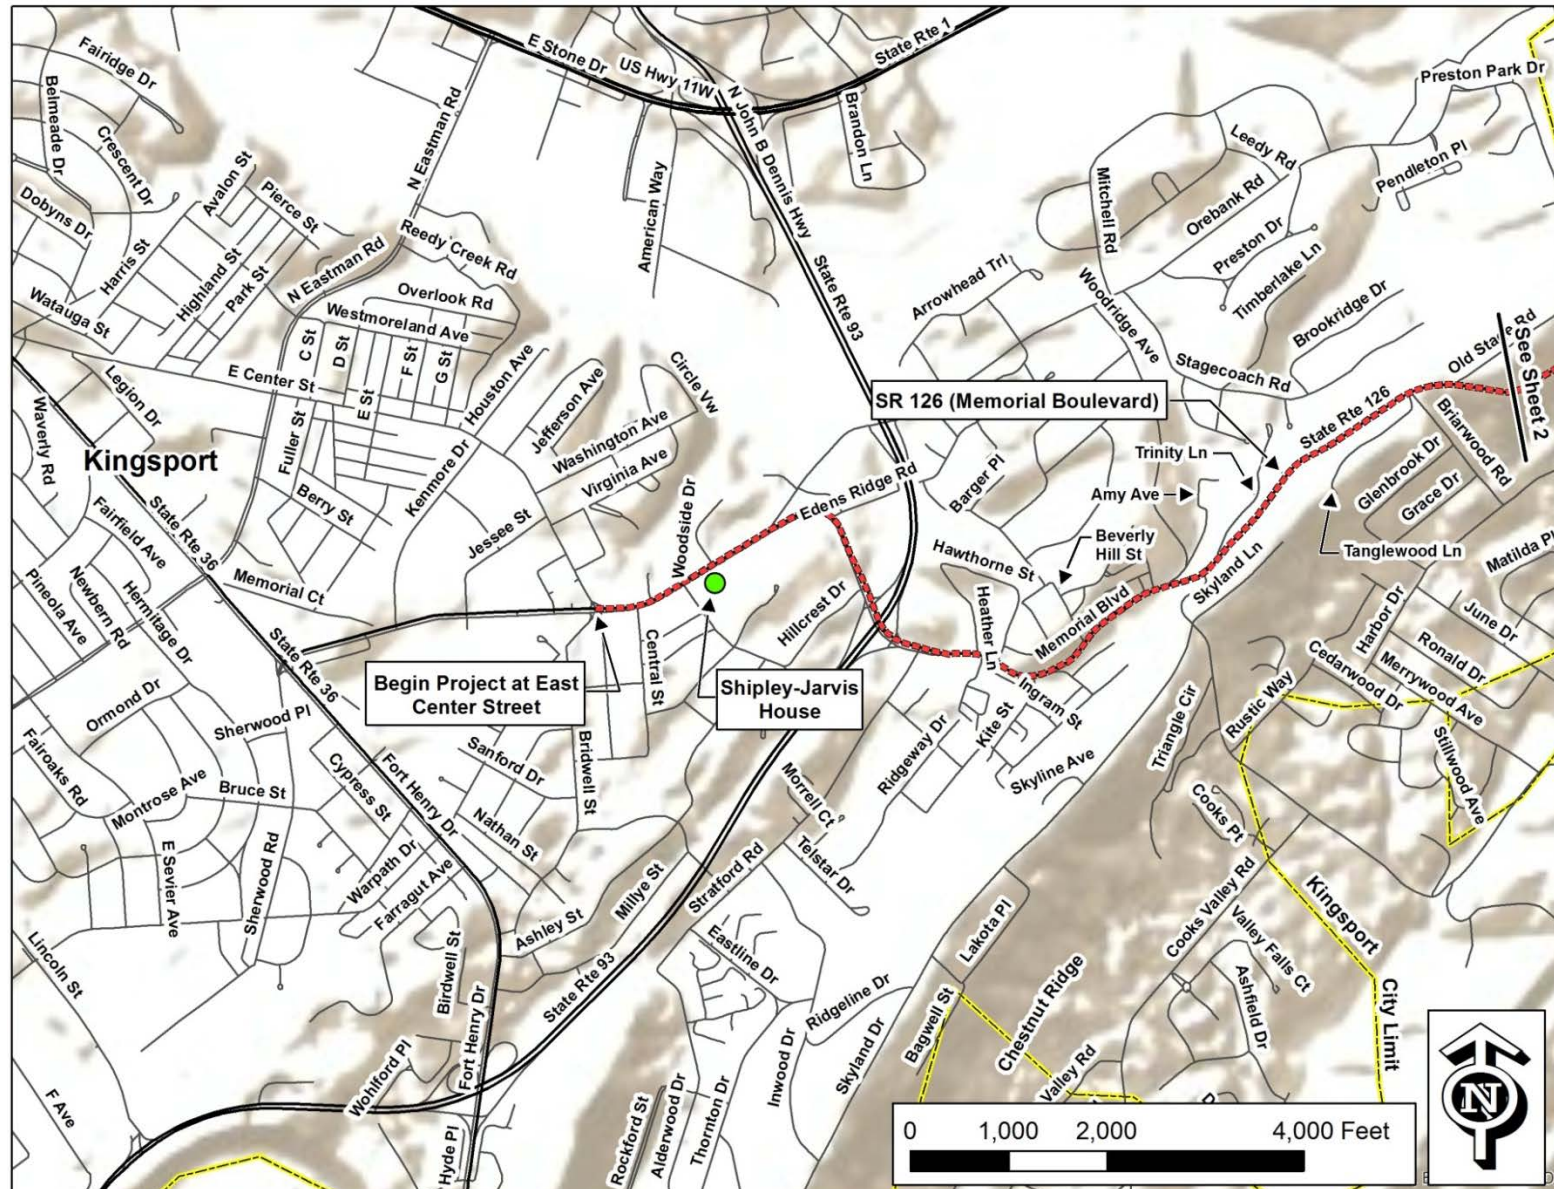 Fairidge Dr
Belmeade Dr
Crescent Dr
Dobyns Dr
Avalon St
Pierce St
Harris St
Highland St
Park St
Watauga St
N Eastman Rd
N Eastman Rd
Reedy Creek Rd
E Stone Dr
US Hwy 11W
State Rte 1
N John B Dennis Hwy
Brandon Ln
American Way
State Rte 93
Preston Park Dr
Leedy Rd
Pendleton Pl
Mitchell Rd
Orebank Rd
Preston Dr
Timberlake Ln
Arrowhead Trl
Woodridge Ave
Brookridge Dr
Stagecoach Rd
Old State Rd
See Sheet 2
Overlook Rd
Westmoreland Ave
C St
D St
E St
F St
G St
Houston Ave
E Center St
Legion Dr
Waverly Rd
Kingsport
Fuller St
Berry St
Kenmore Dr
Jefferson Ave
Washington Ave
Virginia Ave
Circle Vw
Jessee St
Woodside Dr
Edens Ridge Rd
SR 126 (Memorial Boulevard)
State Rte 126
Trinity Ln
Amy Ave
Barger Pl
Beverly
Hill St
Hawthorne St
Heather Ln
Memorial Blvd
Skyland Ln
Tanglewood Ln
Glenbrook Dr
Grace Dr
Briarwood Rd
Matilda Pl
June Dr
Harbor Dr
Ronald Dr
Merrywood Ave
Cedarwood Dr
Stillwood Ave
State Rte 36
Fairfield Ave
Memorial Ct
Pineola Ave
Newbern Rd
Hermitage Dr
State Rte 36
Begin Project at East
Center Street
Central St
Shipley-Jarvis
House
Hillcrest Dr
Ingram St
Kite St
Ridgeway Dr
Skyline Ave
Triangle Cir
Rustic Way
Ormond Dr
Sherwood Pl
Fairoaks Rd
Montrose Ave
Bruce St
Cypress St
Fort Henry Dr
Sanford Dr
Bridwell St
Nathan St
Morrell Ct
Telstar Dr
Stratford Rd
Millye St
Cooks Pt
Cooks Valley Rd
Kingsport
City Limit
Valley Falls Ct
Ashfield Dr
E Sevier Ave
Sherwood Rd
Warpath Dr
Farragut Ave
Ashley St
Birdwell St
State Rte 93
Eastline Dr
Lakota Pl
Lincoln St
Ridgeline Dr
Bagwell St
Chestnut Ridge
Skyland Dr
Inwood Dr
Fort Henry Dr
Wohlford Pl
F Ave
Hyde Pl
Rockford St
Alderwood Dr
Thornton Dr
Valley Rd
0 1,000 2,000 4,000 Feet
N